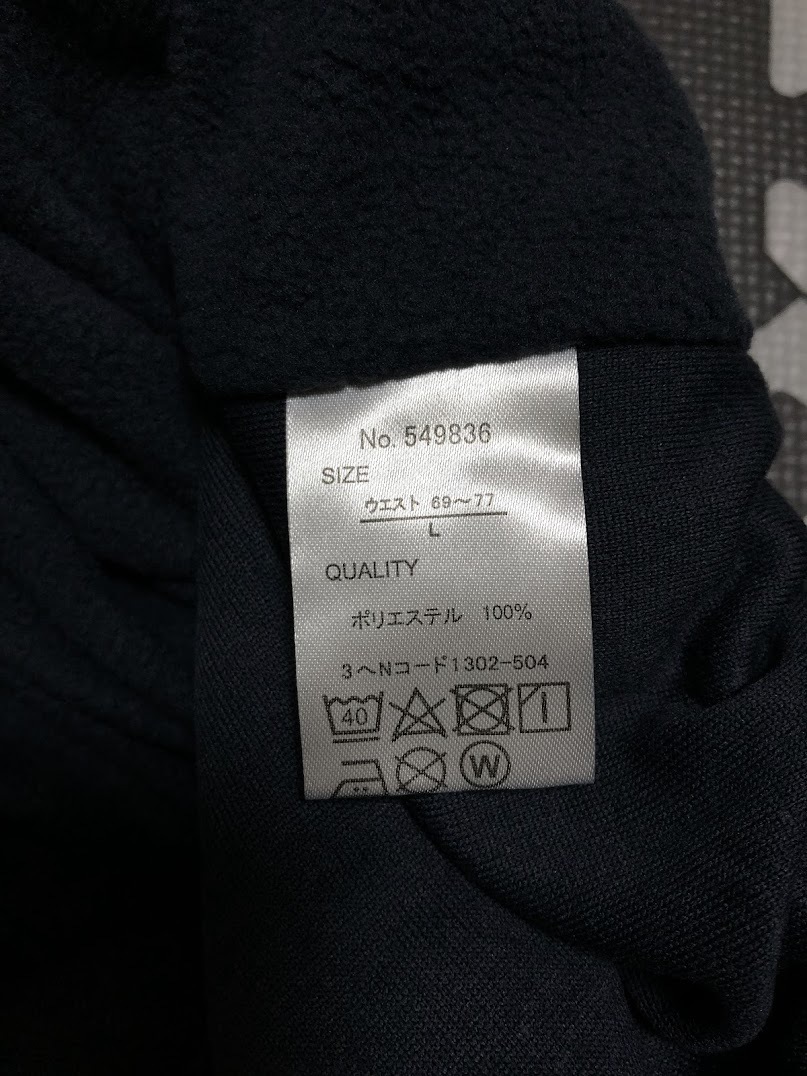 No. 549836
SIZE
ウエスト 69〜77
L
QUALITY
ポリエステル 100%
3ヘNコード1302-504
40
W